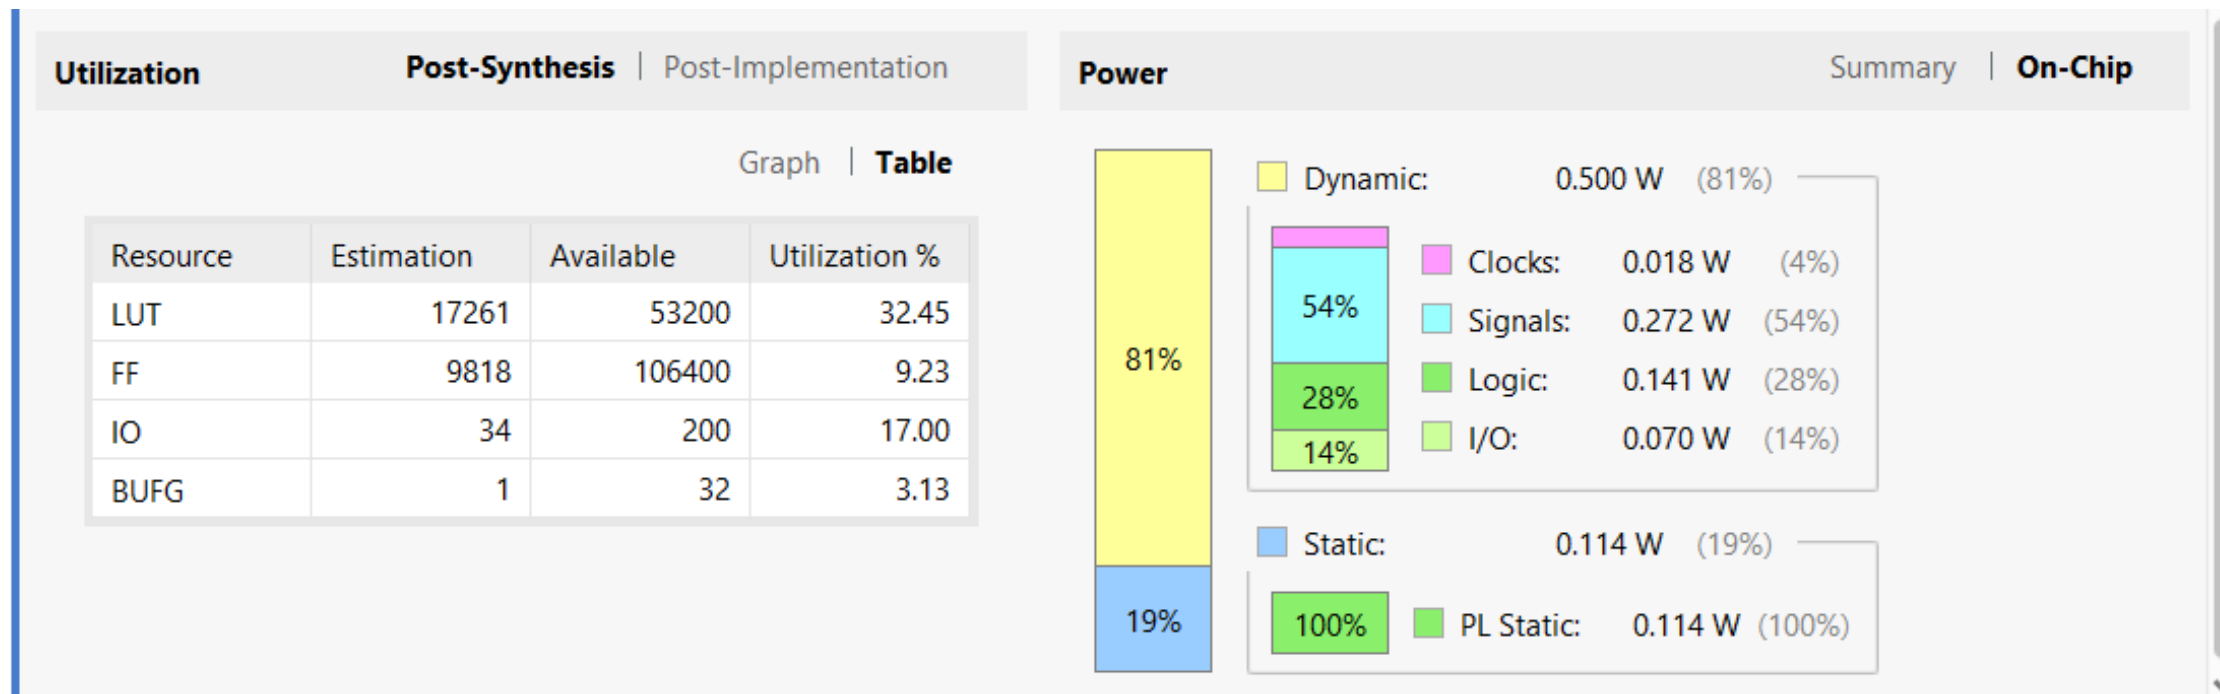 Utilization
Post-Synthesis | Post-Implementation
Graph | Table
Resource Estimation Available Utilization %
LUT 17261 53200 32.45
FF 9818 106400 9.23
IO 34 200 17.00
BUFG 1 32 3.13
Power
Summary | On-Chip
81%
19%
Dynamic: 0.500 W (81%)
54%
28%
14%
Clocks: 0.018 W (4%)
Signals: 0.272 W (54%)
Logic: 0.141 W (28%)
I/O: 0.070 W (14%)
Static: 0.114 W (19%)
100%
PL Static: 0.114 W (100%)